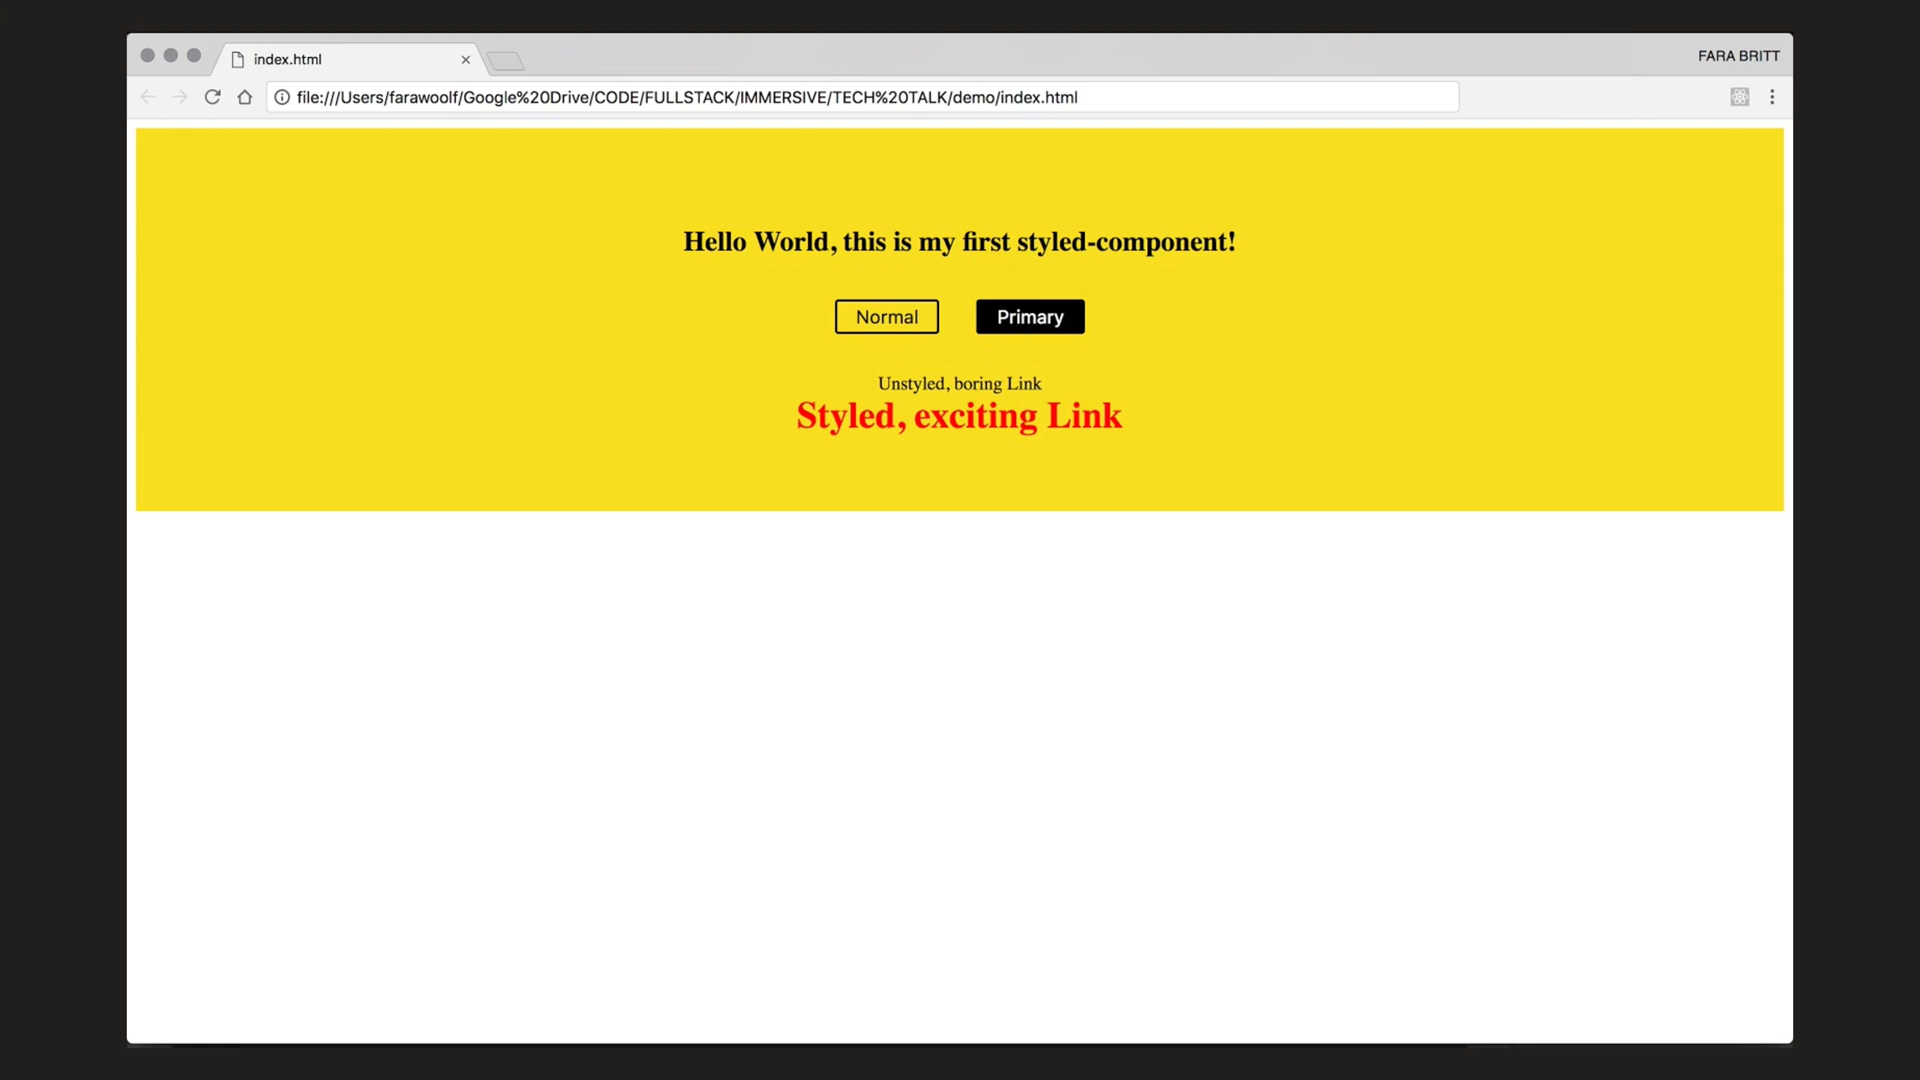 index.html
FARA BRITT
file:///Users/farawoolf/Google%20Drive/CODE/FULLSTACK/IMMERSIVE/TECH%20TALK/demo/index.html
Hello World, this is my first styled-component!
Normal Primary
Unstyled, boring Link
Styled, exciting Link